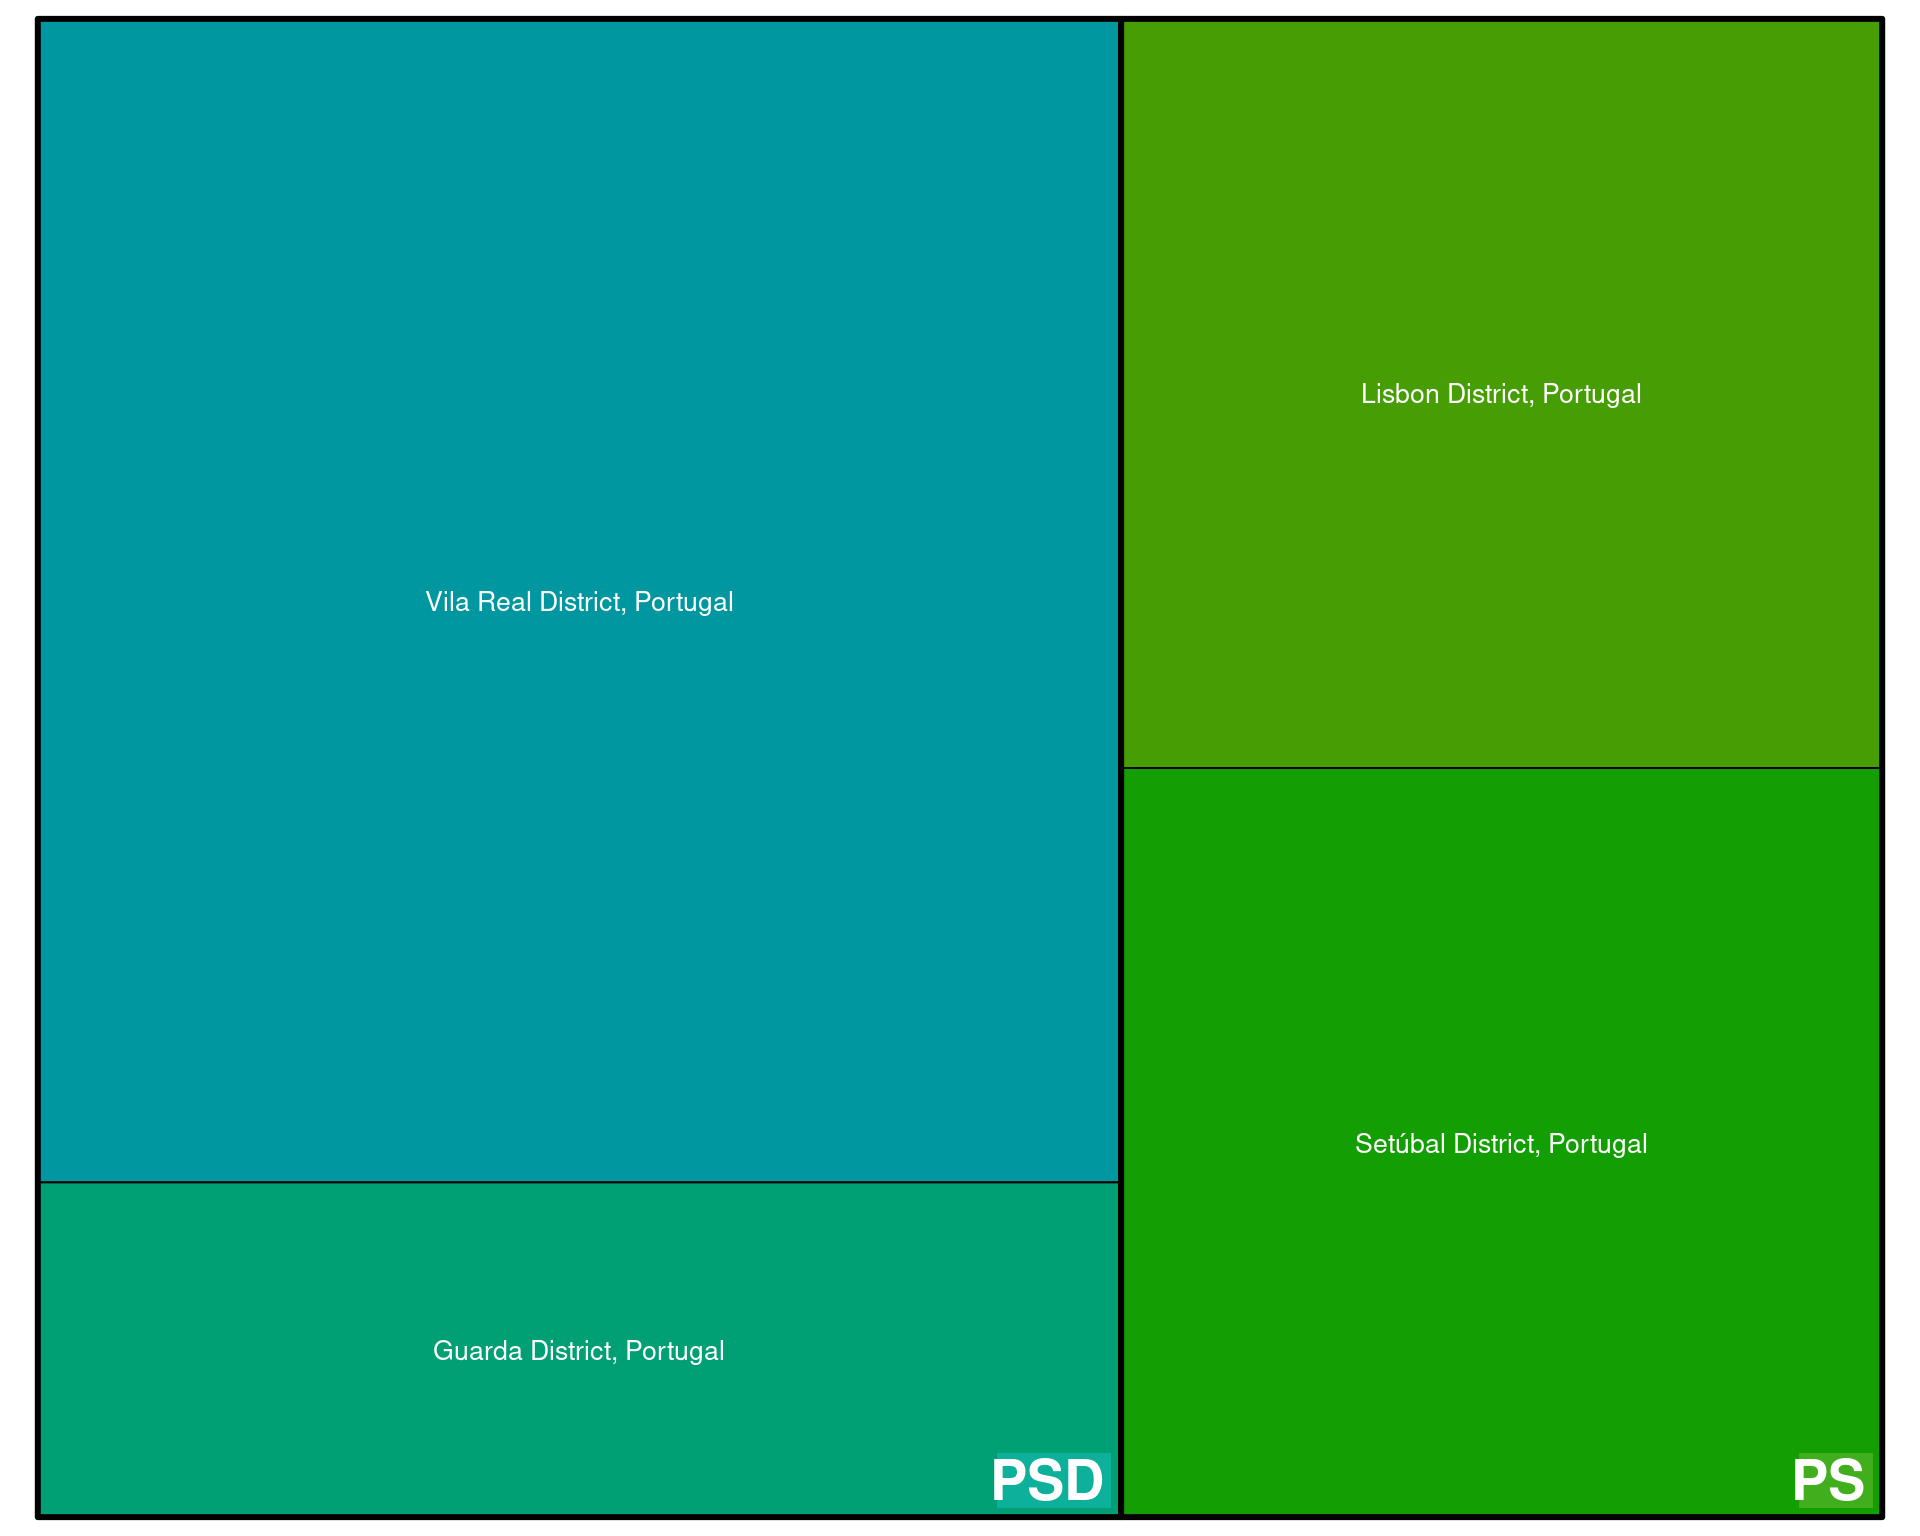 Vila Real District, Portugal
Guarda District, Portugal
PSD
Lisbon District, Portugal
Setúbal District, Portugal
PS